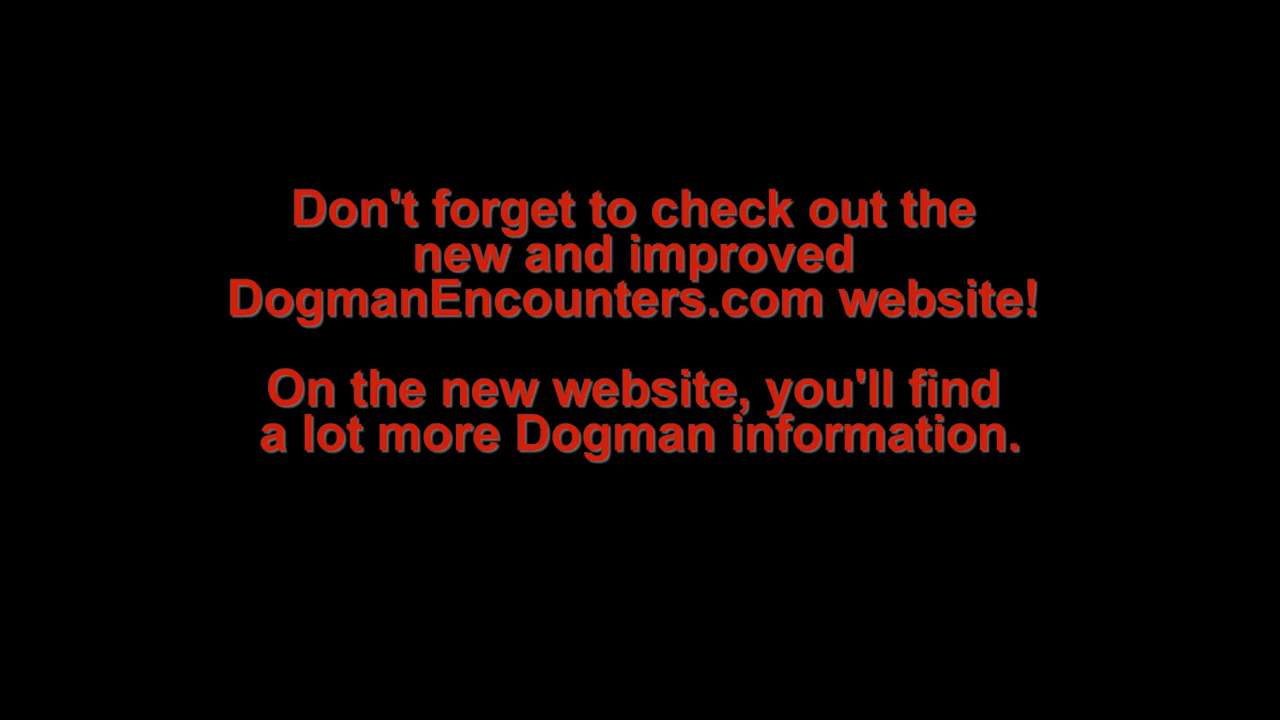 Don't forget to check out the
new and improved
DogmanEncounters.com website!
On the new website, you'll find
a lot more Dogman information.